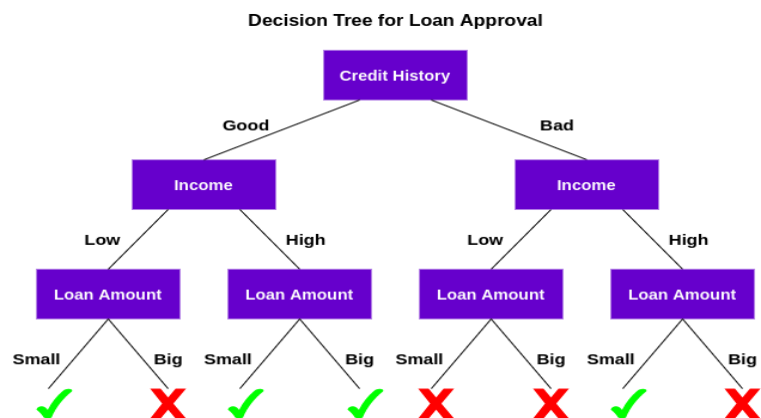 Decision Tree for Loan Approval
Credit History
Good
Bad
Income
Income
Low
High
Low
High
Loan Amount
Loan Amount
Loan Amount
Loan Amount
Small
Big
Small
Big
Small
Big
Small
Big